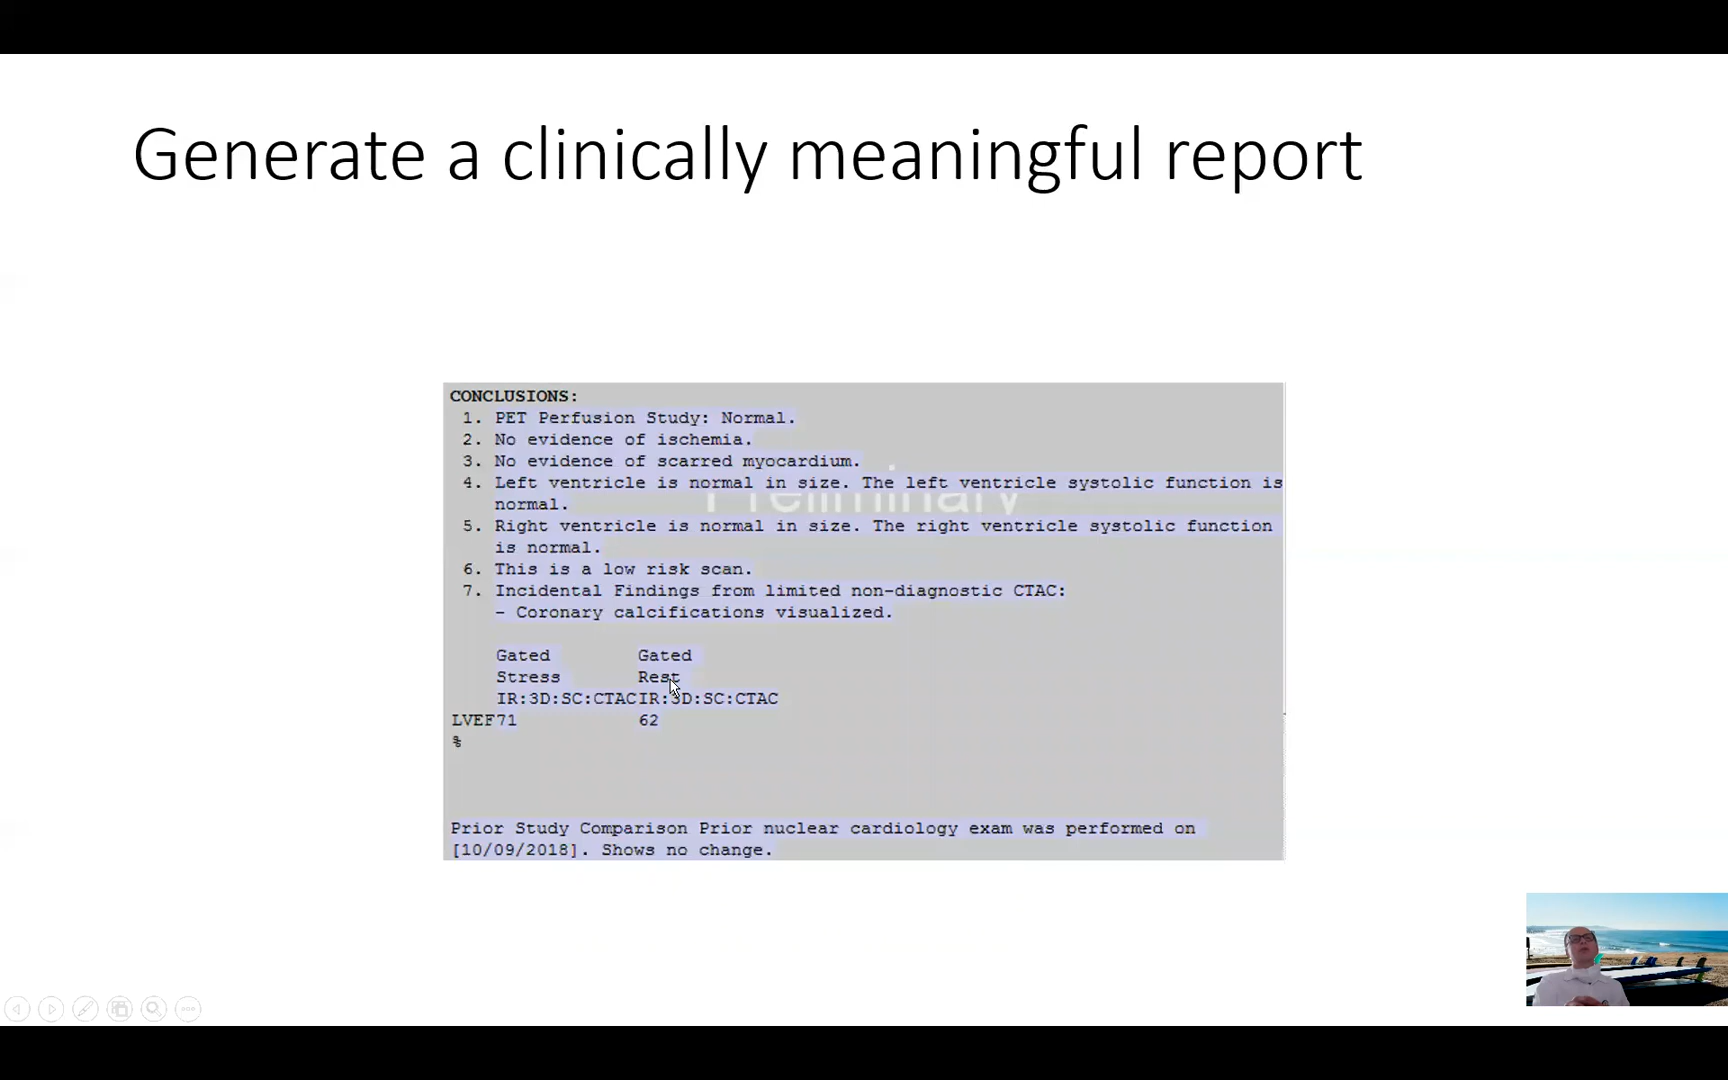 Generate a clinically meaningful report
CONCLUSIONS:
1. PET Perfusion Study: Normal.
2. No evidence of ischemia.
3. No evidence of scarred myocardium.
Preliminary
4. Left ventricle is normal in size. The left ventricle systolic function is
normal.
5. Right ventricle is normal in size. The right ventricle systolic function
is normal.
6. This is a low risk scan.
7. Incidental Findings from limited non-diagnostic CTAC:
- Coronary calcifications visualized.
Gated Gated
Stress Rest
IR:3D:SC:CTACIR:3D:SC:CTAC
LVEF71 62
%
Prior Study Comparison Prior nuclear cardiology exam was performed on
[10/09/2018]. Shows no change.